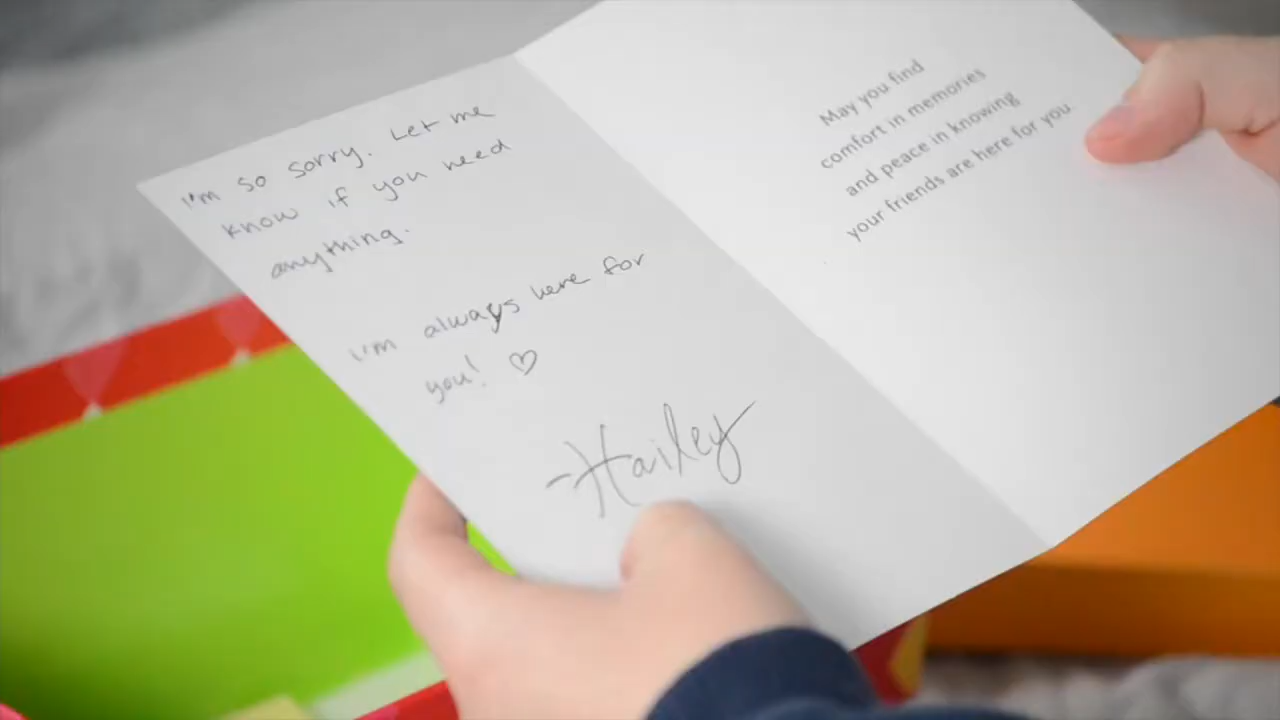 I'm so sorry. Let me
know if you need
anything.
I'm always here for
you! ♡
-Hailey
May you find
comfort in memories
and peace in knowing
your friends are here for you.